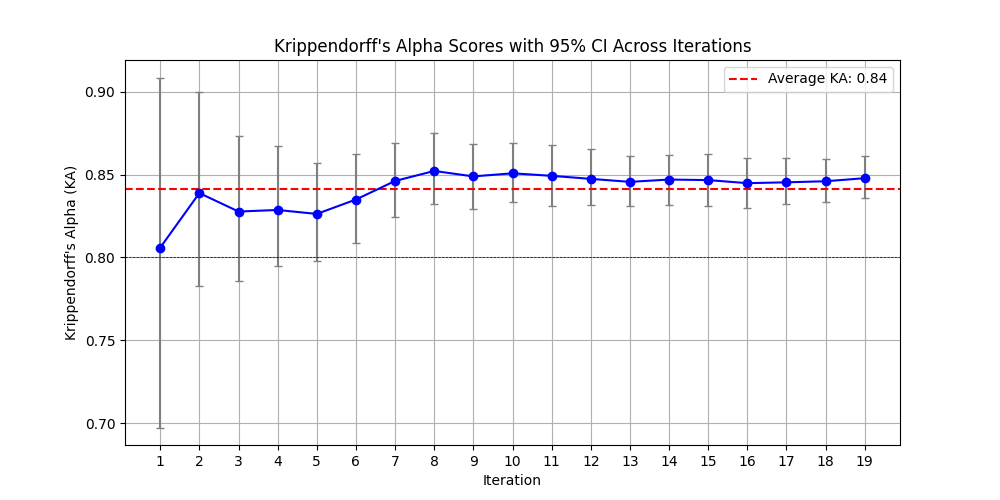 Krippendorff's Alpha Scores with 95% CI Across Iterations
Average KA: 0.84
Krippendorff's Alpha (KA)
0.90
0.85
0.80
0.75
0.70
1 2 3 4 5 6 7 8 9 10 11 12 13 14 15 16 17 18 19
Iteration